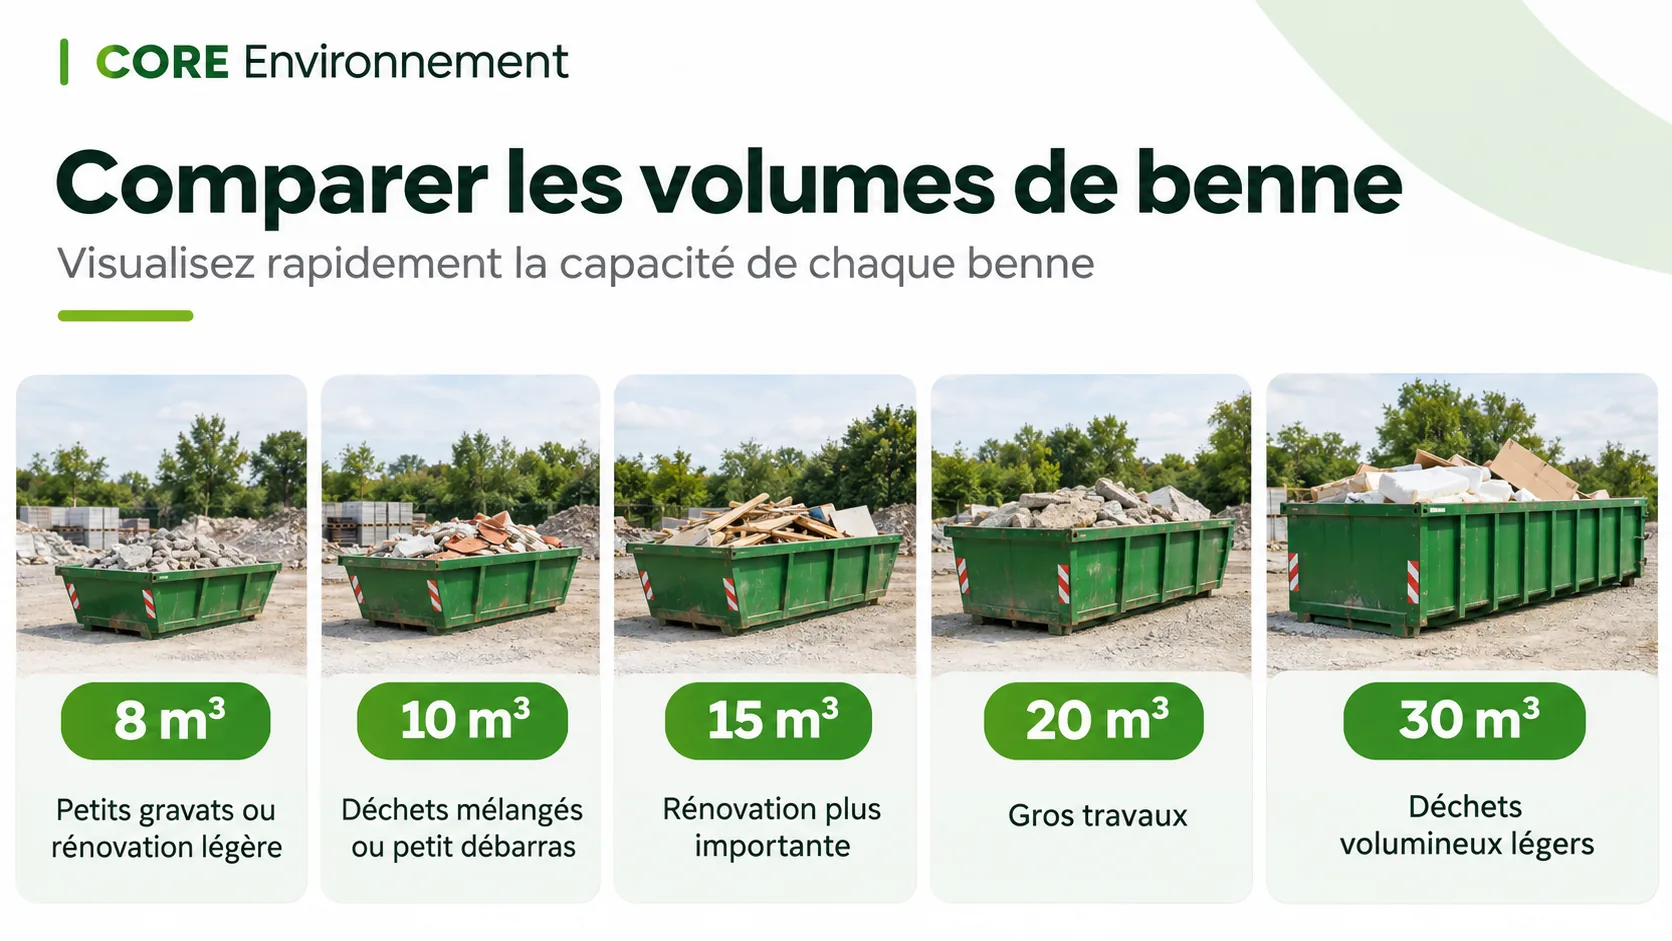 CORE Environnement
Comparer les volumes de benne
Visualisez rapidement la capacité de chaque benne
8 m³
Petits gravats ou
rénovation légère
10 m³
Déchets mélangés
ou petit débarras
15 m³
Rénovation plus
importante
20 m³
Gros travaux
30 m³
Déchets
volumineux légers